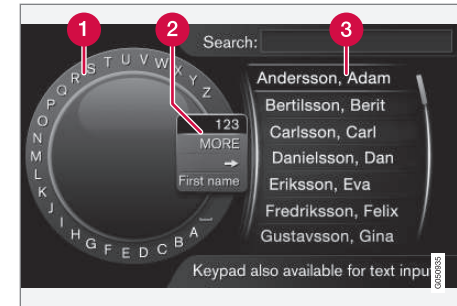 1
2
3
Search:
A B C D E F G H I J K L M N O P Q R S T U V W X Y Z
123
MORE
First name
Andersson, Adam
Bertilsson, Berit
Carlsson, Carl
Danielsson, Dan
Eriksson, Eva
Fredriksson, Felix
Gustavsson, Gina
Keypad also available for text input
G050935